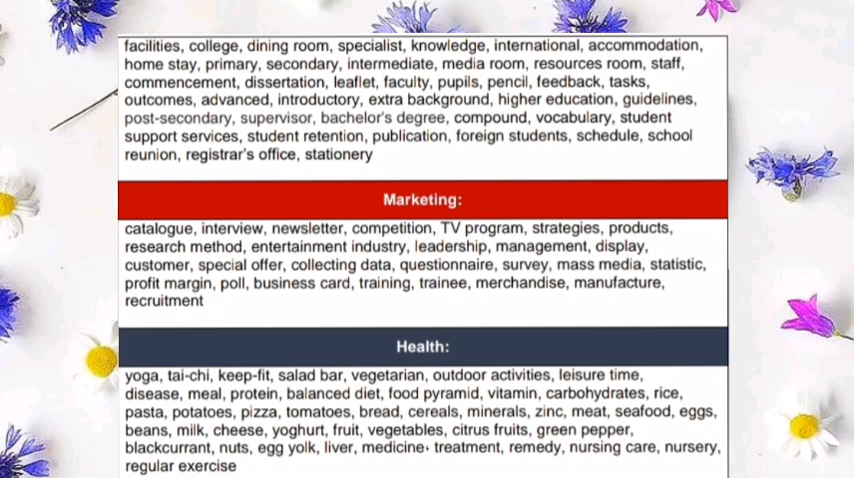 facilities, college, dining room, specialist, knowledge, international, accommodation,
home stay, primary, secondary, intermediate, media room, resources room, staff,
commencement, dissertation, leaflet, faculty, pupils, pencil, feedback, tasks,
outcomes, advanced, introductory, extra background, higher education, guidelines,
post-secondary, supervisor, bachelor's degree, compound, vocabulary, student
support services, student retention, publication, foreign students, schedule, school
reunion, registrar's office, stationery
Marketing:
catalogue, interview, newsletter, competition, TV program, strategies, products,
research method, entertainment industry, leadership, management, display,
customer, special offer, collecting data, questionnaire, survey, mass media, statistic,
profit margin, poll, business card, training, trainee, merchandise, manufacture,
recruitment
Health:
yoga, tai-chi, keep-fit, salad bar, vegetarian, outdoor activities, leisure time,
disease, meal, protein, balanced diet, food pyramid, vitamin, carbohydrates, rice,
pasta, potatoes, pizza, tomatoes, bread, cereals, minerals, zinc, meat, seafood, eggs,
beans, milk, cheese, yoghurt, fruit, vegetables, citrus fruits, green pepper,
blackcurrant, nuts, egg yolk, liver, medicine, treatment, remedy, nursing care, nursery,
regular exercise